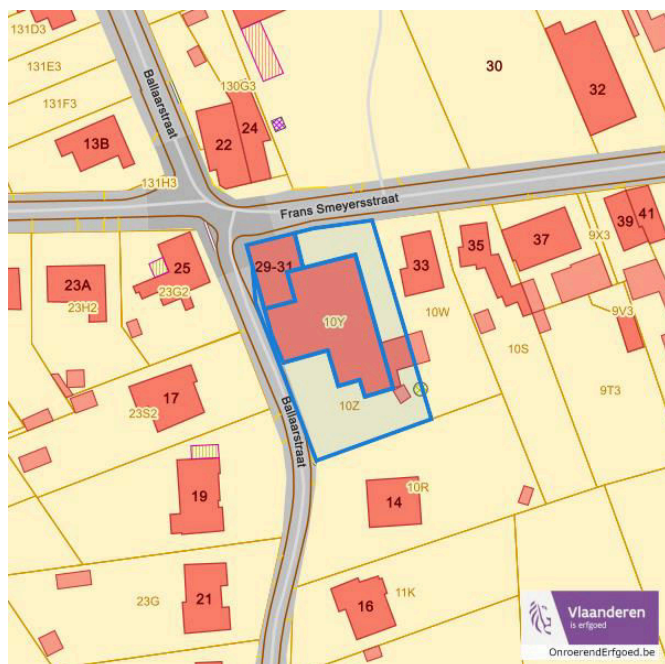 131D3
131E3
131F3
13B
131H3
Ballaarstraat
130G3
22
24
30
32
Frans Smeyersstraat
23A
23H2
25
23G2
29-31
10Y
33
10W
35
37
9X3
39
41
9V3
10S
9T3
17
23S2
Ballaarstraat
10Z
19
14
10R
23G
21
16
11K
Vlaanderen
is erfgoed
OnroerendErfgoed.be